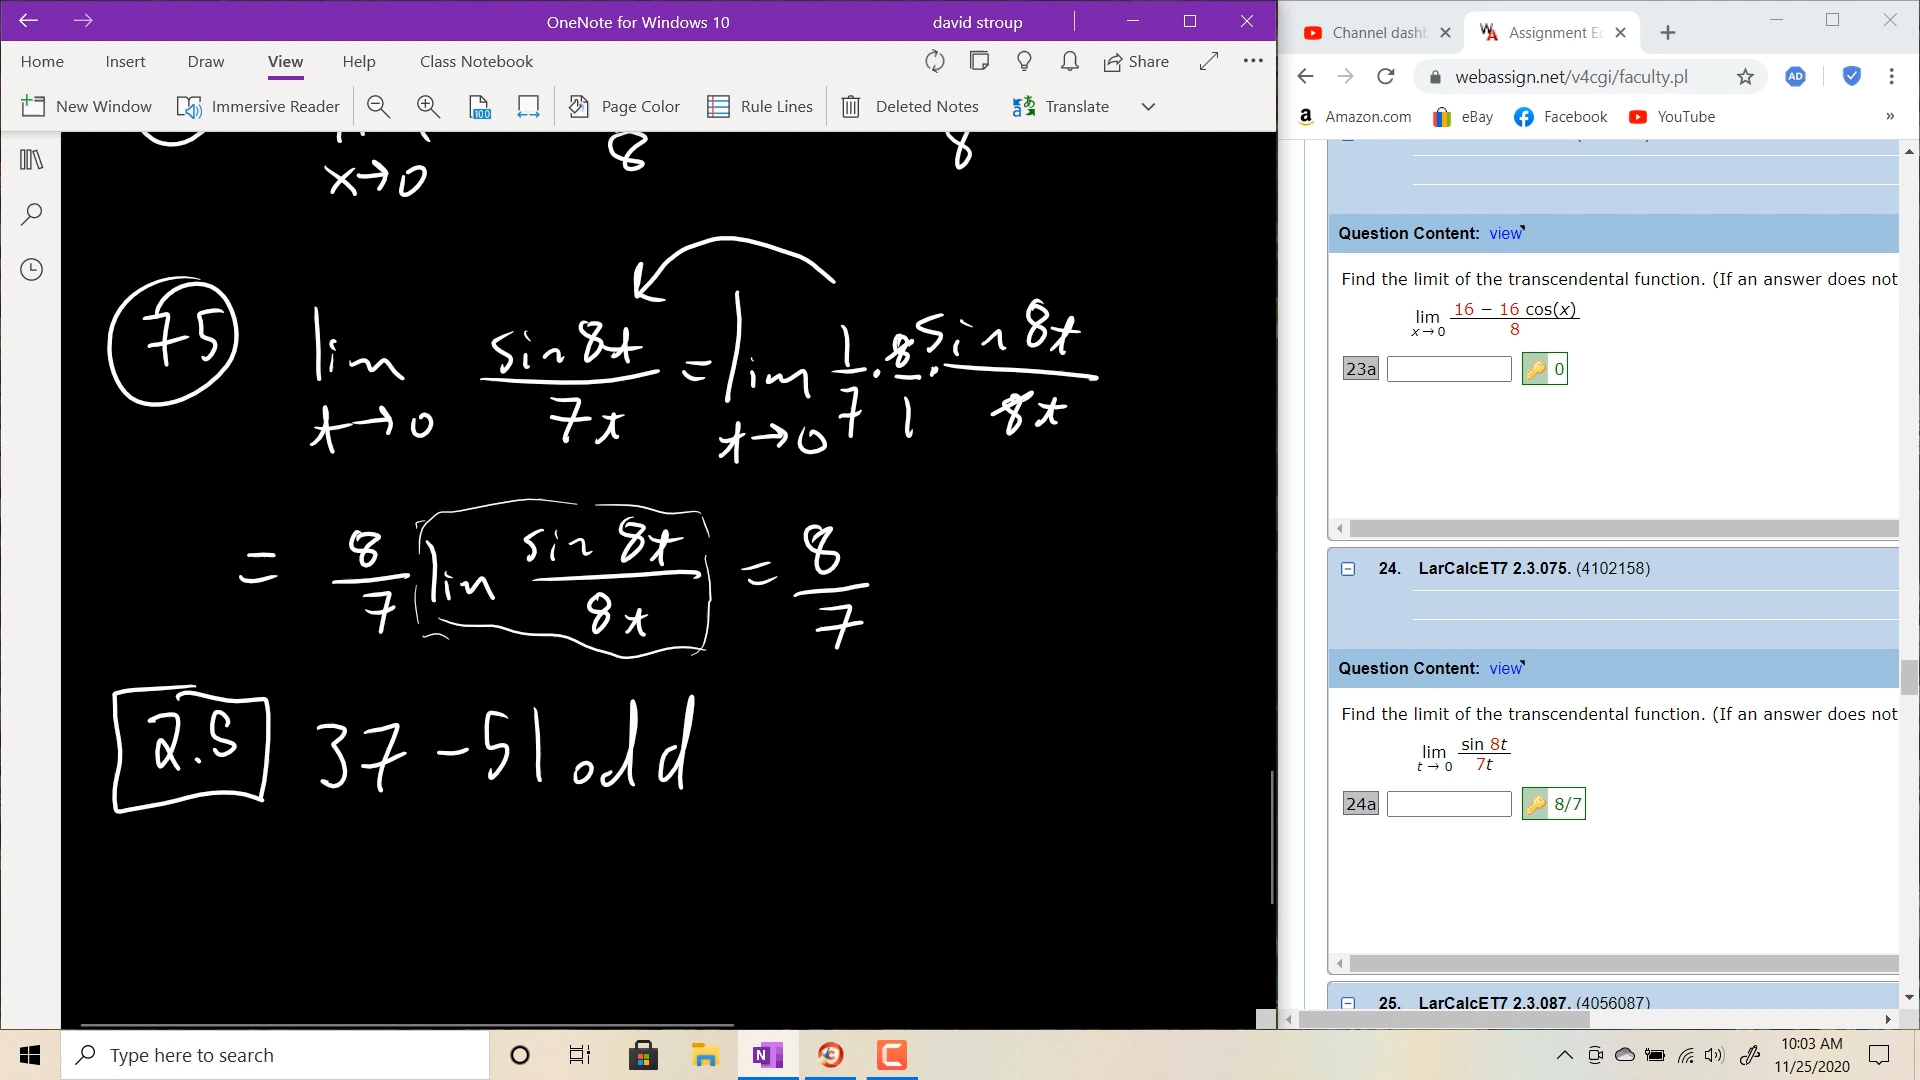 OneNote for Windows 10
david stroup
Home Insert Draw View Help Class Notebook Share
New Window Immersive Reader 100 Page Color Rule Lines Deleted Notes Translate
8 8
x→0
75 lim sin 8t = lim 1 · 8 · sin 8t
t→0 7t t→0 7 1 8t
= 8 lin sin 8t = 8
7 8t 7
2.5 37 - 51 odd
Type here to search
Channel dashb Assignment Ed
webassign.net/v4cgi/faculty.pl
AD
Amazon.com eBay Facebook YouTube »
Question Content: view
Find the limit of the transcendental function. (If an answer does not
lim 16 − 16 cos(x)
x→0 8
23a 0
24. LarCalcET7 2.3.075. (4102158)
Question Content: view
Find the limit of the transcendental function. (If an answer does not
lim sin 8t
t → 0 7t
24a 8/7
25. LarCalcET7 2.3.087. (4056087)
10:03 AM
11/25/2020